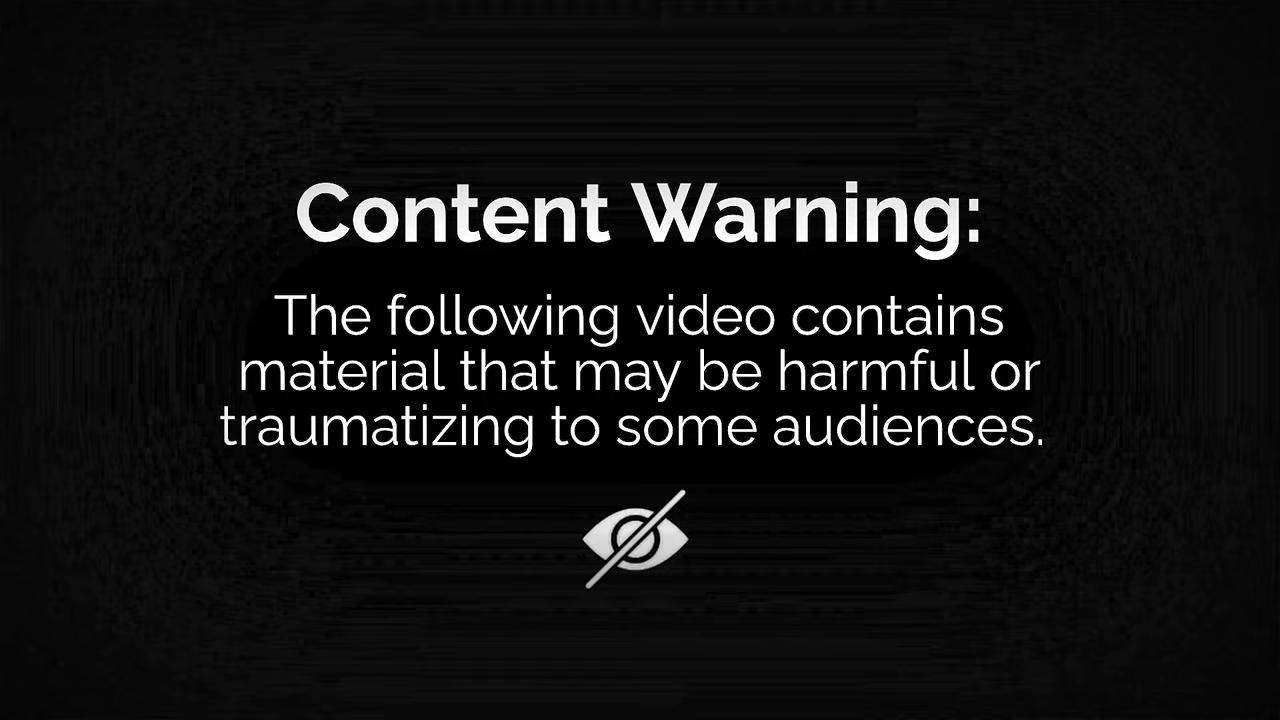 Content Warning:
The following video contains
material that may be harmful or
traumatizing to some audiences.